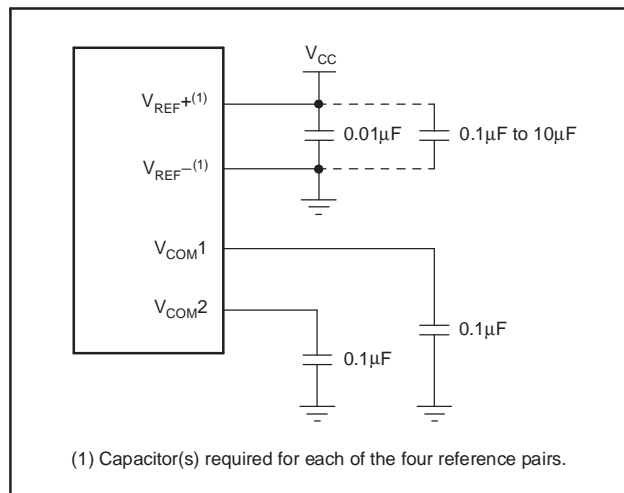 V_CC
V_REF+(1)
0.01μF
0.1μF to 10μF
V_REF–(1)
V_COM1
V_COM2
0.1μF
0.1μF
(1) Capacitor(s) required for each of the four reference pairs.